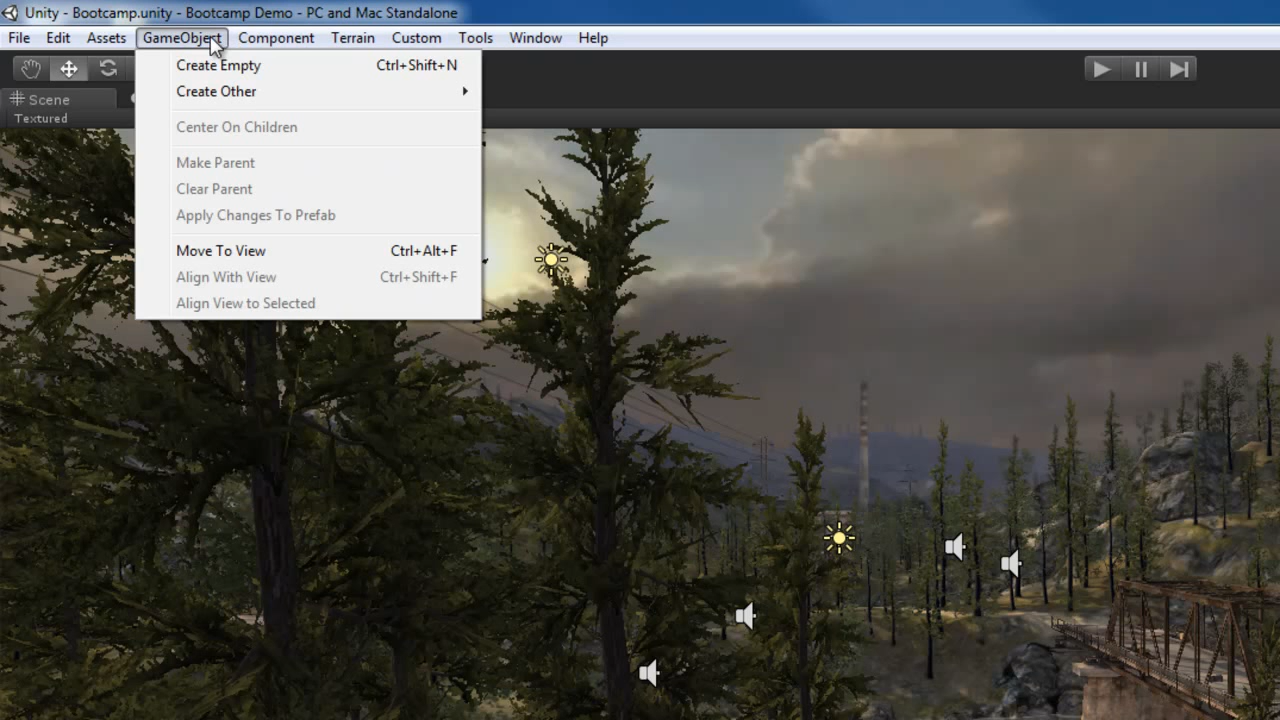 Unity - Bootcamp.unity - Bootcamp Demo - PC and Mac Standalone
File Edit Assets GameObject Component Terrain Custom Tools Window Help
Create Empty Ctrl+Shift+N
Create Other
Center On Children
Make Parent
Clear Parent
Apply Changes To Prefab
Move To View Ctrl+Alt+F
Align With View Ctrl+Shift+F
Align View to Selected
Scene
Textured